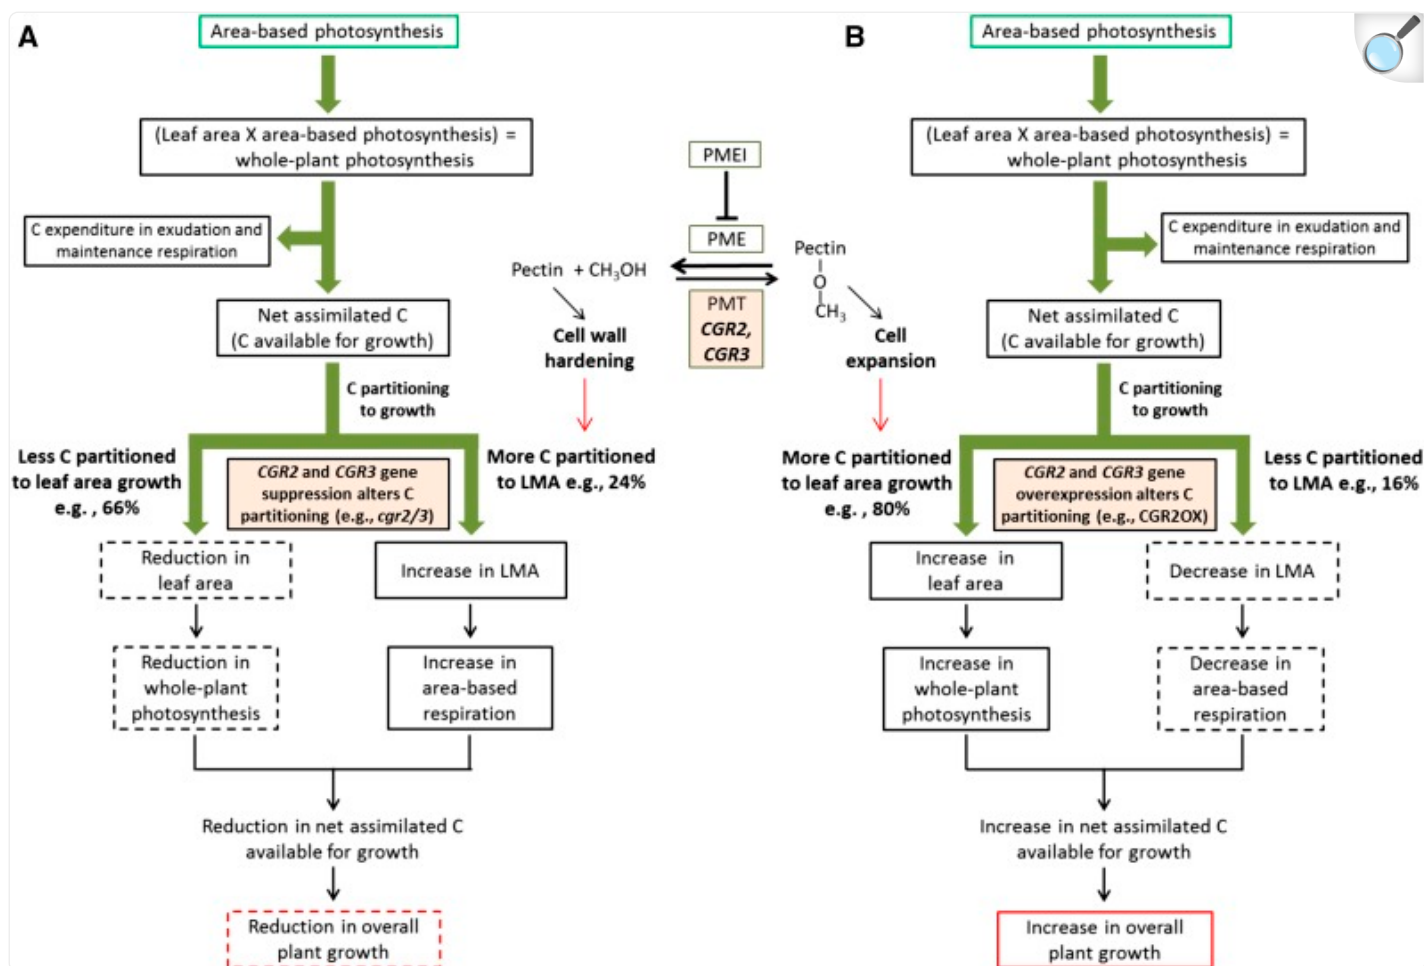 A
Area-based photosynthesis
(Leaf area X area-based photosynthesis) =
whole-plant photosynthesis
C expenditure in exudation and
maintenance respiration
Net assimilated C
(C available for growth)
C partitioning
to growth
Less C partitioned
to leaf area growth
e.g. , 66%
CGR2 and CGR3 gene
suppression alters C
partitioning (e.g., cgr2/3)
More C partitioned
to LMA e.g., 24%
Reduction in
leaf area
Increase in LMA
Reduction in
whole-plant
photosynthesis
Increase in
area-based
respiration
Reduction in net assimilated C
available for growth
Reduction in overall
plant growth
PMEI
PME
Pectin + CH₃OH
PMT
CGR2,
CGR3
Pectin
O
CH₃
Cell wall
hardening
Cell
expansion
B
Area-based photosynthesis
(Leaf area X area-based photosynthesis) =
whole-plant photosynthesis
C expenditure in exudation and
maintenance respiration
Net assimilated C
(C available for growth)
C partitioning
to growth
More C partitioned
to leaf area growth
e.g. , 80%
CGR2 and CGR3 gene
overexpression alters C
partitioning (e.g., CGR2OX)
Less C partitioned
to LMA e.g., 16%
Increase in
leaf area
Decrease in LMA
Increase in
whole-plant
photosynthesis
Decrease in
area-based
respiration
Increase in net assimilated C
available for growth
Increase in overall
plant growth